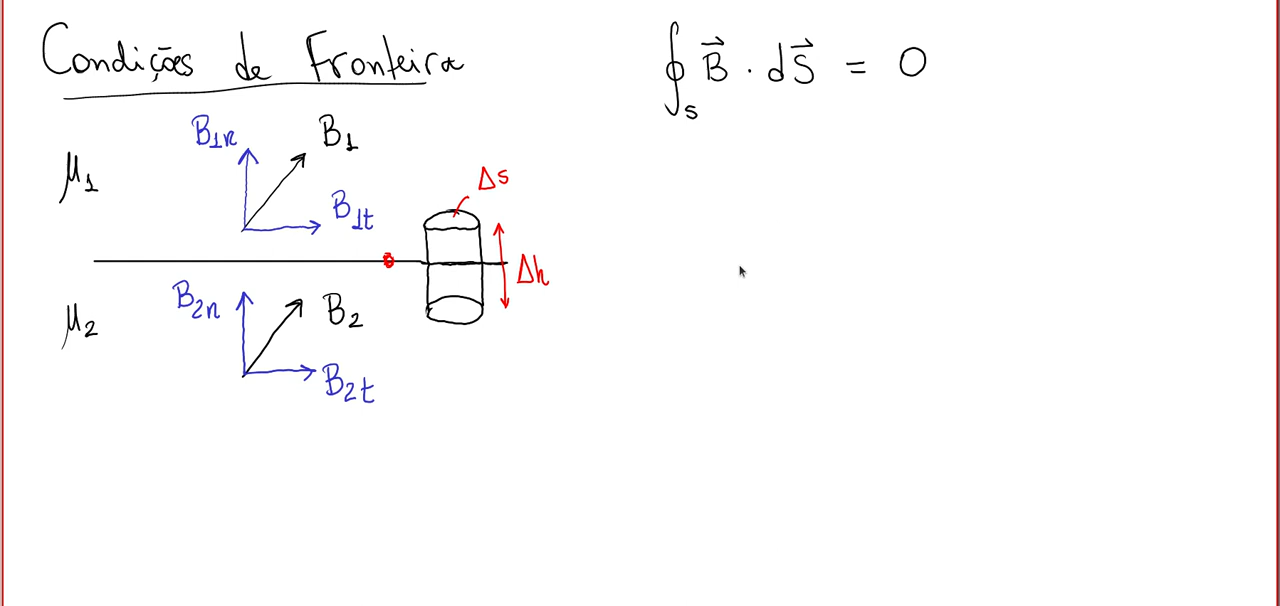 Condições de Fronteira
∮_S B⃗ · dS⃗ = 0
B1n
B1
μ1
B1t
Δs
Δh
B2n
B2
μ2
B2t